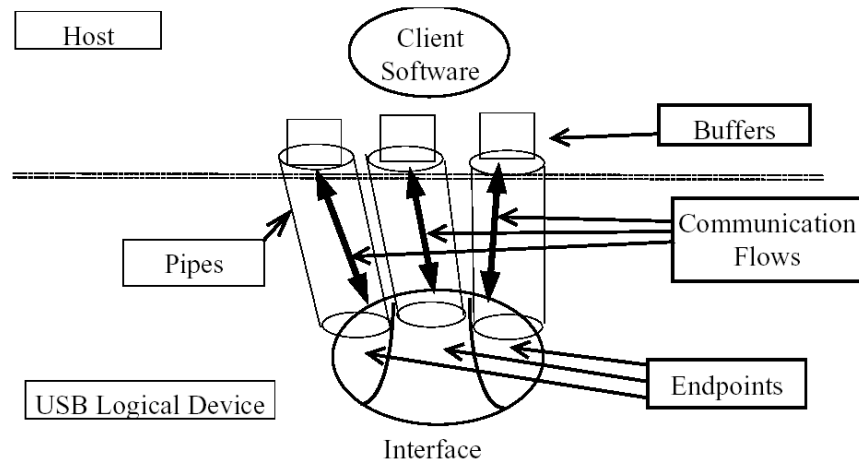 Host
Client
Software
Buffers
Communication
Flows
Pipes
Endpoints
USB Logical Device
Interface